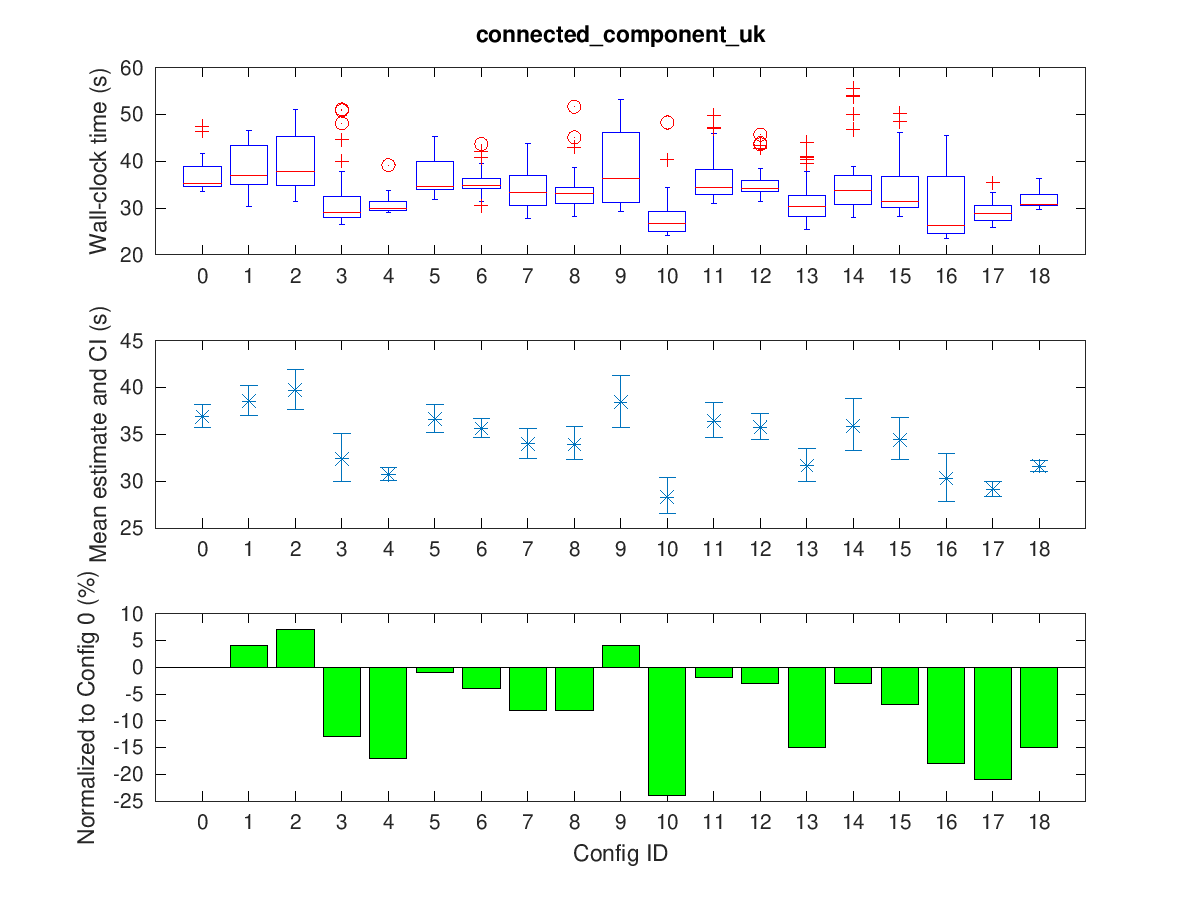 connected_component_uk
Wall-clock time (s)
60
50
40
30
20
0 1 2 3 4 5 6 7 8 9 10 11 12 13 14 15 16 17 18
Mean estimate and CI (s)
45
40
35
30
25
0 1 2 3 4 5 6 7 8 9 10 11 12 13 14 15 16 17 18
Normalized to Config 0 (%)
10
5
0
-5
-10
-15
-20
-25
0 1 2 3 4 5 6 7 8 9 10 11 12 13 14 15 16 17 18
Config ID